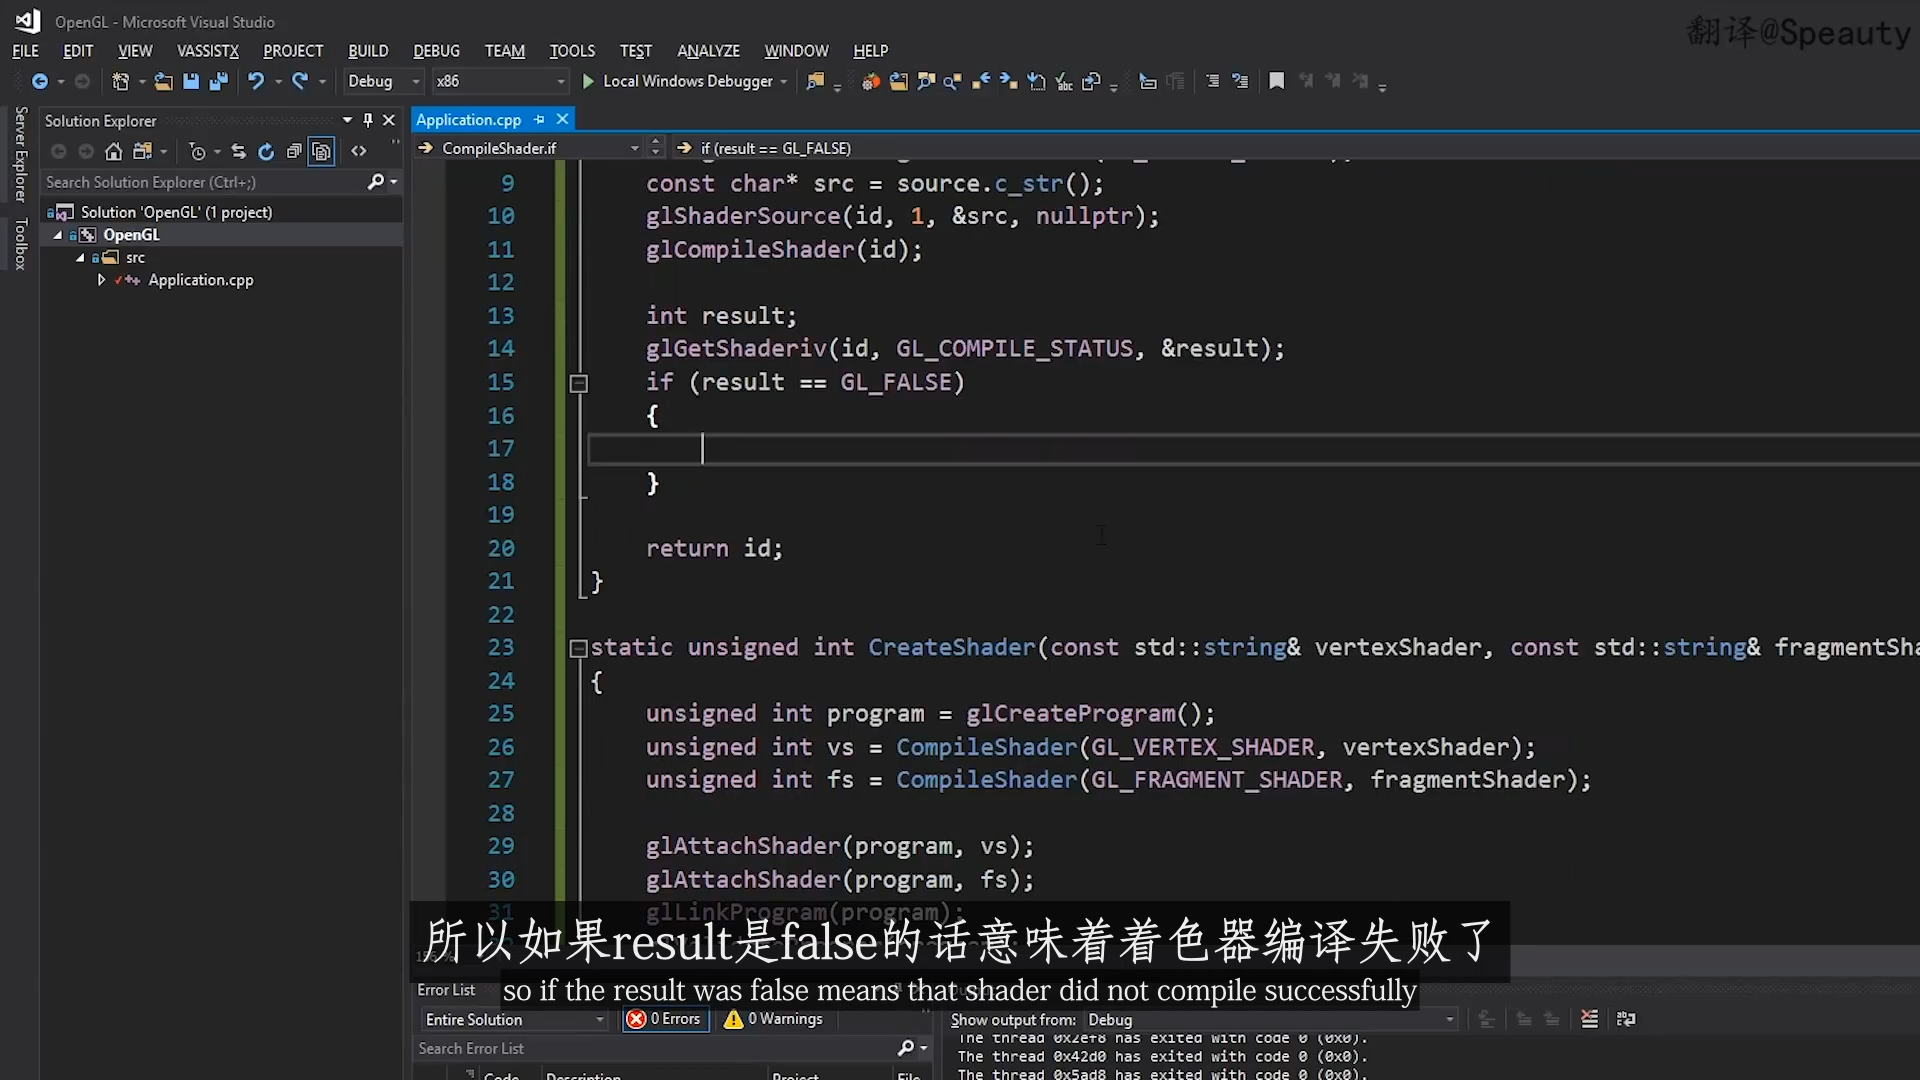 OpenGL - Microsoft Visual Studio
翻译@Speauty
FILE EDIT VIEW VASSISTX PROJECT BUILD DEBUG TEAM TOOLS TEST ANALYZE WINDOW HELP
Debug x86 Local Windows Debugger
Server Explorer
Toolbox
Solution Explorer
Search Solution Explorer (Ctrl+;)
Solution 'OpenGL' (1 project)
OpenGL
src
Application.cpp
Application.cpp
CompileShader.if if (result == GL_FALSE)
9 const char* src = source.c_str();
10 glShaderSource(id, 1, &src, nullptr);
11 glCompileShader(id);
12
13 int result;
14 glGetShaderiv(id, GL_COMPILE_STATUS, &result);
15 if (result == GL_FALSE)
16 {
17
18 }
19
20 return id;
21 }
22
23 static unsigned int CreateShader(const std::string& vertexShader, const std::string& fragmentSha
24 {
25 unsigned int program = glCreateProgram();
26 unsigned int vs = CompileShader(GL_VERTEX_SHADER, vertexShader);
27 unsigned int fs = CompileShader(GL_FRAGMENT_SHADER, fragmentShader);
28
29 glAttachShader(program, vs);
30 glAttachShader(program, fs);
31 glLinkProgram(program);
所以如果result是false的话意味着着色器编译失败了
so if the result was false means that shader did not compile successfully
Error List
Entire Solution 0 Errors 0 Warnings
Search Error List
Code Description Project File
Show output from: Debug
The thread 0x2ef8 has exited with code 0 (0x0).
The thread 0x42d0 has exited with code 0 (0x0).
The thread 0x5ad8 has exited with code 0 (0x0).